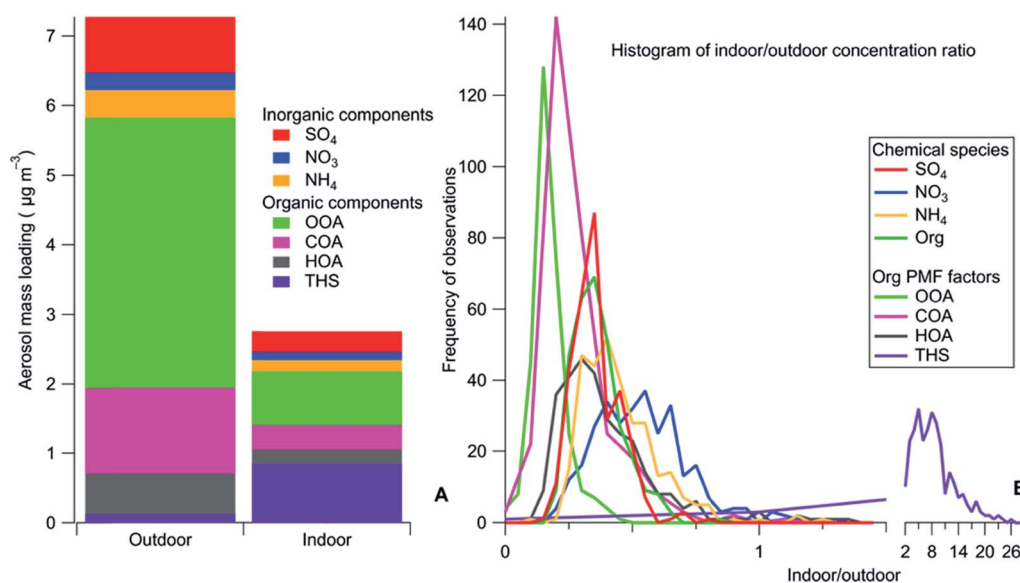 7
6
5
4
3
2
1
0
Aerosol mass loading ( µg m⁻³)
Outdoor
Indoor
Inorganic components
SO₄
NO₃
NH₄
Organic components
OOA
COA
HOA
THS
A
140
120
100
80
60
40
20
0
Frequency of observations
Histogram of indoor/outdoor concentration ratio
Chemical species
SO₄
NO₃
NH₄
Org
Org PMF factors
OOA
COA
HOA
THS
0
1
2 8 14 20 26
Indoor/outdoor